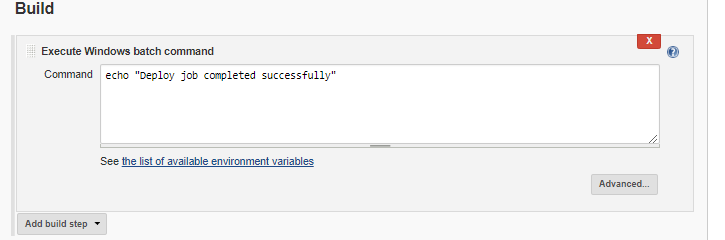 Build
Execute Windows batch command
X
Command
echo "Deploy job completed successfully"
See the list of available environment variables
Advanced...
Add build step